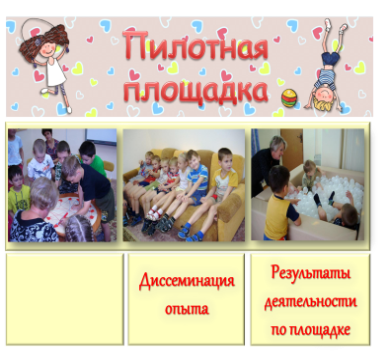 Пилотная
площадка
Диссеминация
опыта
Результаты
деятельности
по площадке